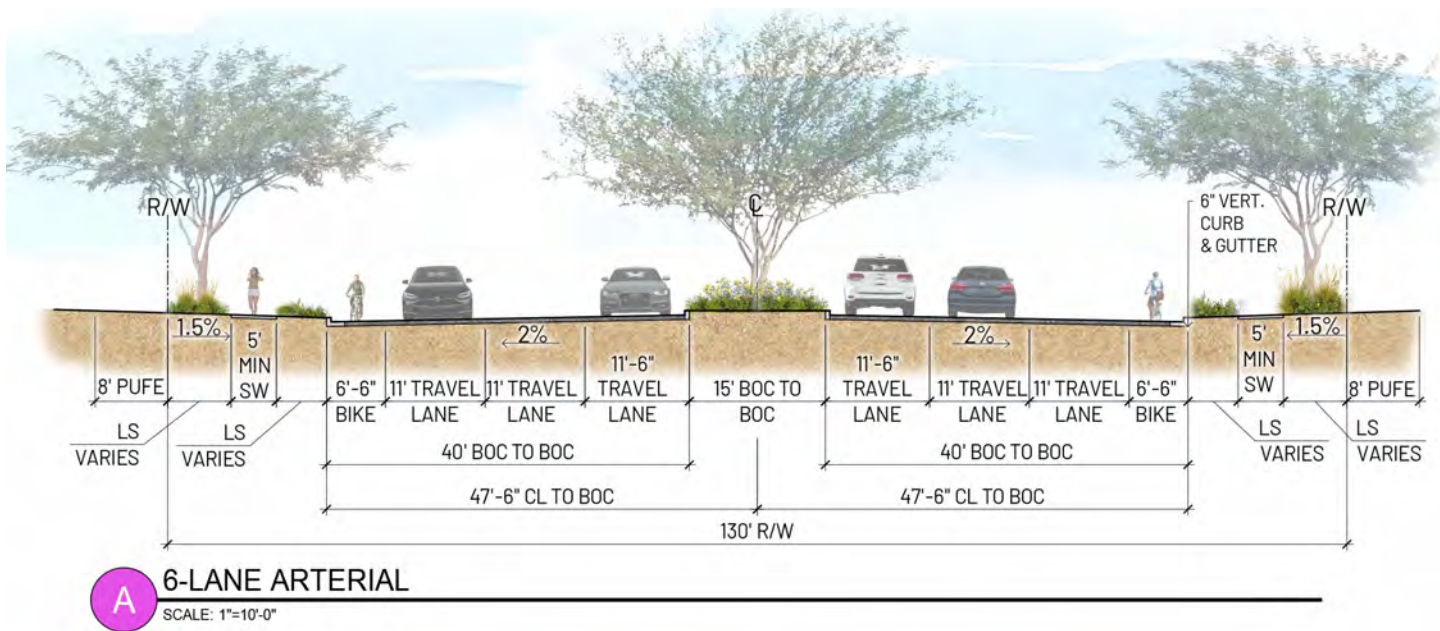 R/W
℄
6" VERT.
CURB
& GUTTER
R/W
1.5%
5'
MIN
SW
2%
2%
5'
MIN
SW
1.5%
8' PUFE
6'-6"
BIKE
11' TRAVEL
LANE
11' TRAVEL
LANE
11'-6"
TRAVEL
LANE
15' BOC TO
BOC
11'-6"
TRAVEL
LANE
11' TRAVEL
LANE
11' TRAVEL
LANE
6'-6"
BIKE
8' PUFE
LS
VARIES
LS
VARIES
LS
VARIES
LS
VARIES
40' BOC TO BOC
40' BOC TO BOC
47'-6" CL TO BOC
47'-6" CL TO BOC
130' R/W
A
6-LANE ARTERIAL
SCALE: 1"=10'-0"